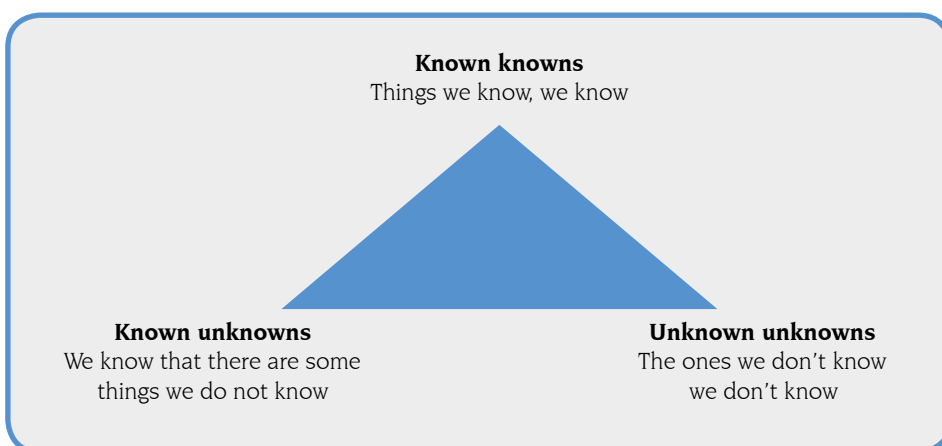 Known knowns
Things we know, we know
Known unknowns
We know that there are some
things we do not know
Unknown unknowns
The ones we don’t know
we don’t know